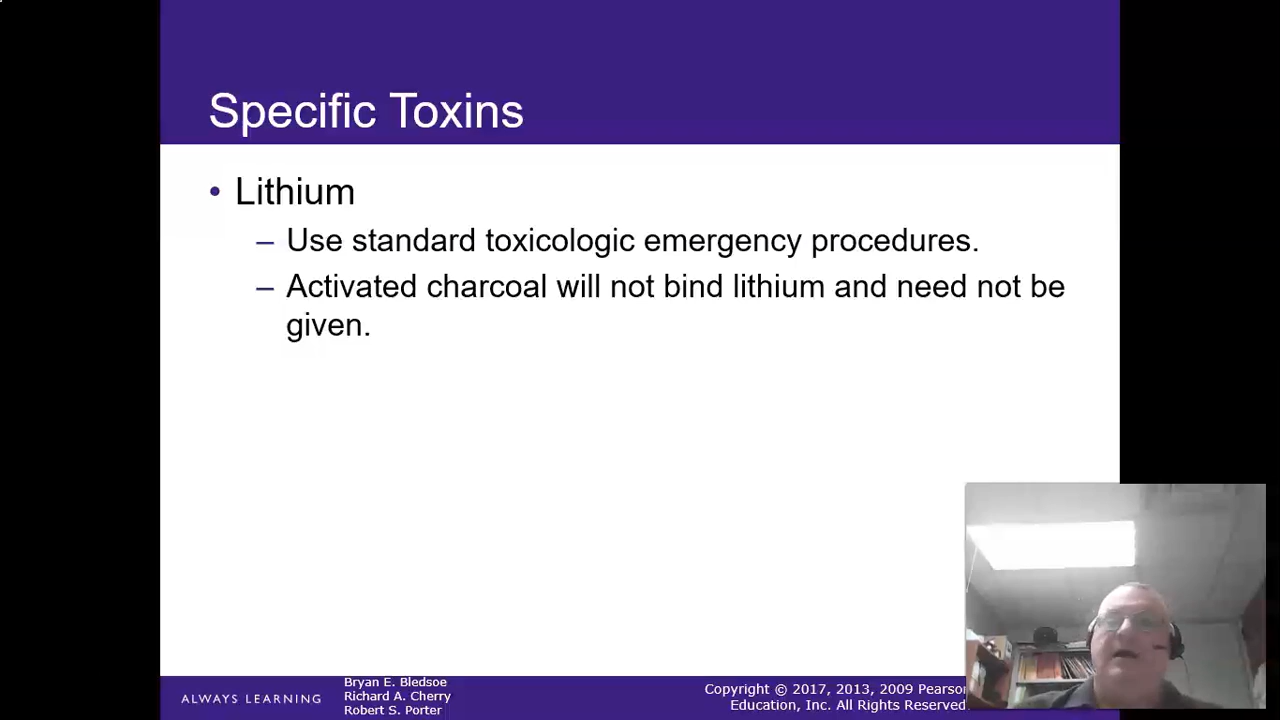 Specific Toxins
• Lithium
– Use standard toxicologic emergency procedures.
– Activated charcoal will not bind lithium and need not be
given.
ALWAYS LEARNING
Bryan E. Bledsoe
Richard A. Cherry
Robert S. Porter
Copyright © 2017, 2013, 2009 Pearson
Education, Inc. All Rights Reserved.